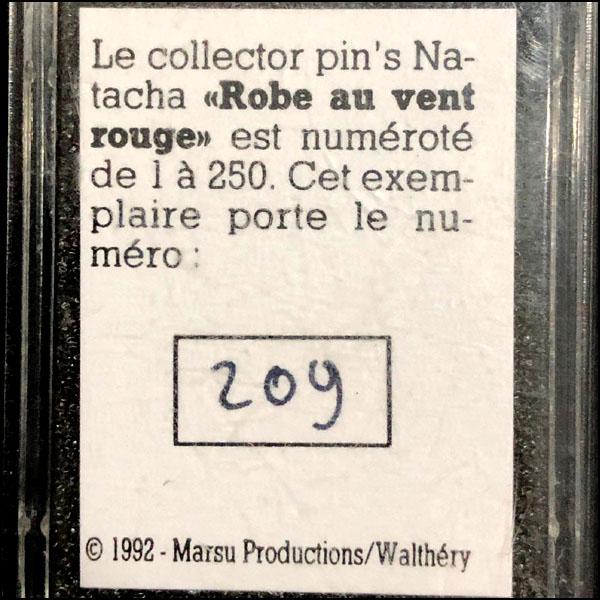 Le collector pin's Na-
tacha «Robe au vent
rouge» est numéroté
de 1 à 250. Cet exem-
plaire porte le nu-
méro :
209
© 1992 - Marsu Productions/Walthéry